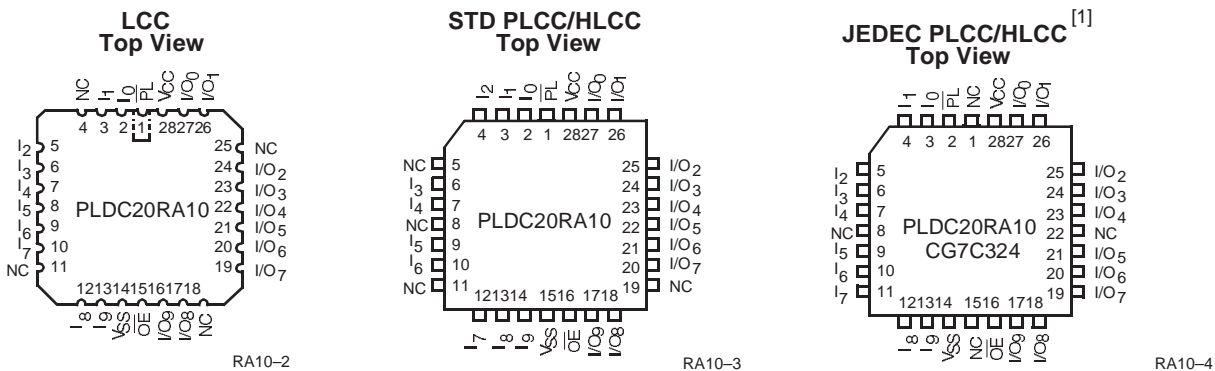 LCC
Top View
NC I1 I0 PL VCC I/O0 I/O1
4 3 2 1 28 27 26
I2 5
I3 6
I4 7
I5 8
I6 9
I7 10
NC 11
PLDC20RA10
25 NC
24 I/O2
23 I/O3
22 I/O4
21 I/O5
20 I/O6
19 I/O7
12 13 14 15 16 17 18
I8 I9 VSS OE I/O9 I/O8 NC
RA10–2
STD PLCC/HLCC
Top View
I2 I1 I0 PL VCC I/O0 I/O1
4 3 2 1 28 27 26
NC 5
I3 6
I4 7
NC 8
I5 9
I6 10
NC 11
PLDC20RA10
25 I/O2
24 I/O3
23 I/O4
22 I/O5
21 I/O6
20 I/O7
19 NC
12 13 14 15 16 17 18
I7 I8 I9 VSS OE I/O9 I/O8
RA10–3
JEDEC PLCC/HLCC [1]
Top View
I1 I0 PL NC VCC I/O0 I/O1
4 3 2 1 28 27 26
I2 5
I3 6
I4 7
NC 8
I5 9
I6 10
I7 11
PLDC20RA10
CG7C324
25 I/O2
24 I/O3
23 I/O4
22 NC
21 I/O5
20 I/O6
19 I/O7
12 13 14 15 16 17 18
I8 I9 VSS NC OE I/O9 I/O8
RA10–4